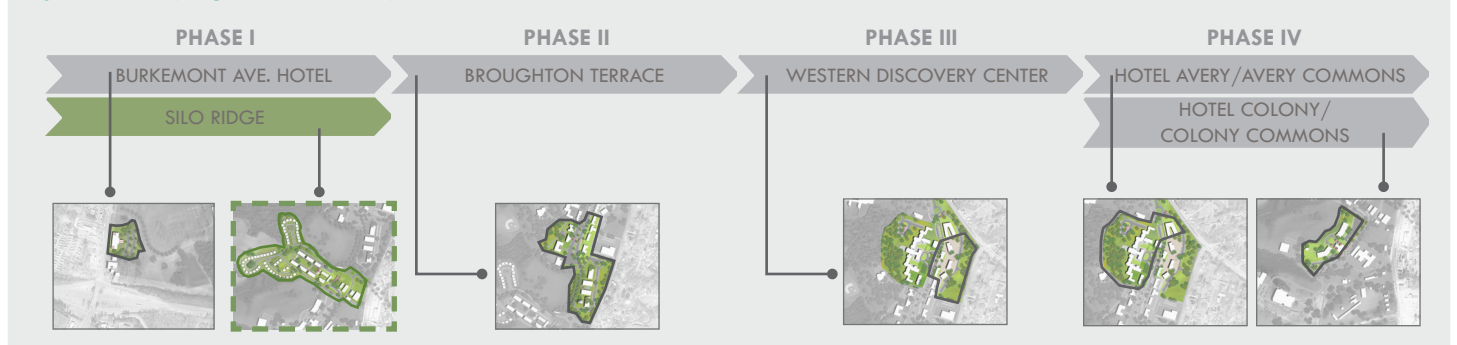 PHASE I
PHASE II
PHASE III
PHASE IV
BURKEMONT AVE. HOTEL
BROUGHTON TERRACE
WESTERN DISCOVERY CENTER
HOTEL AVERY/AVERY COMMONS
SILO RIDGE
HOTEL COLONY/
COLONY COMMONS